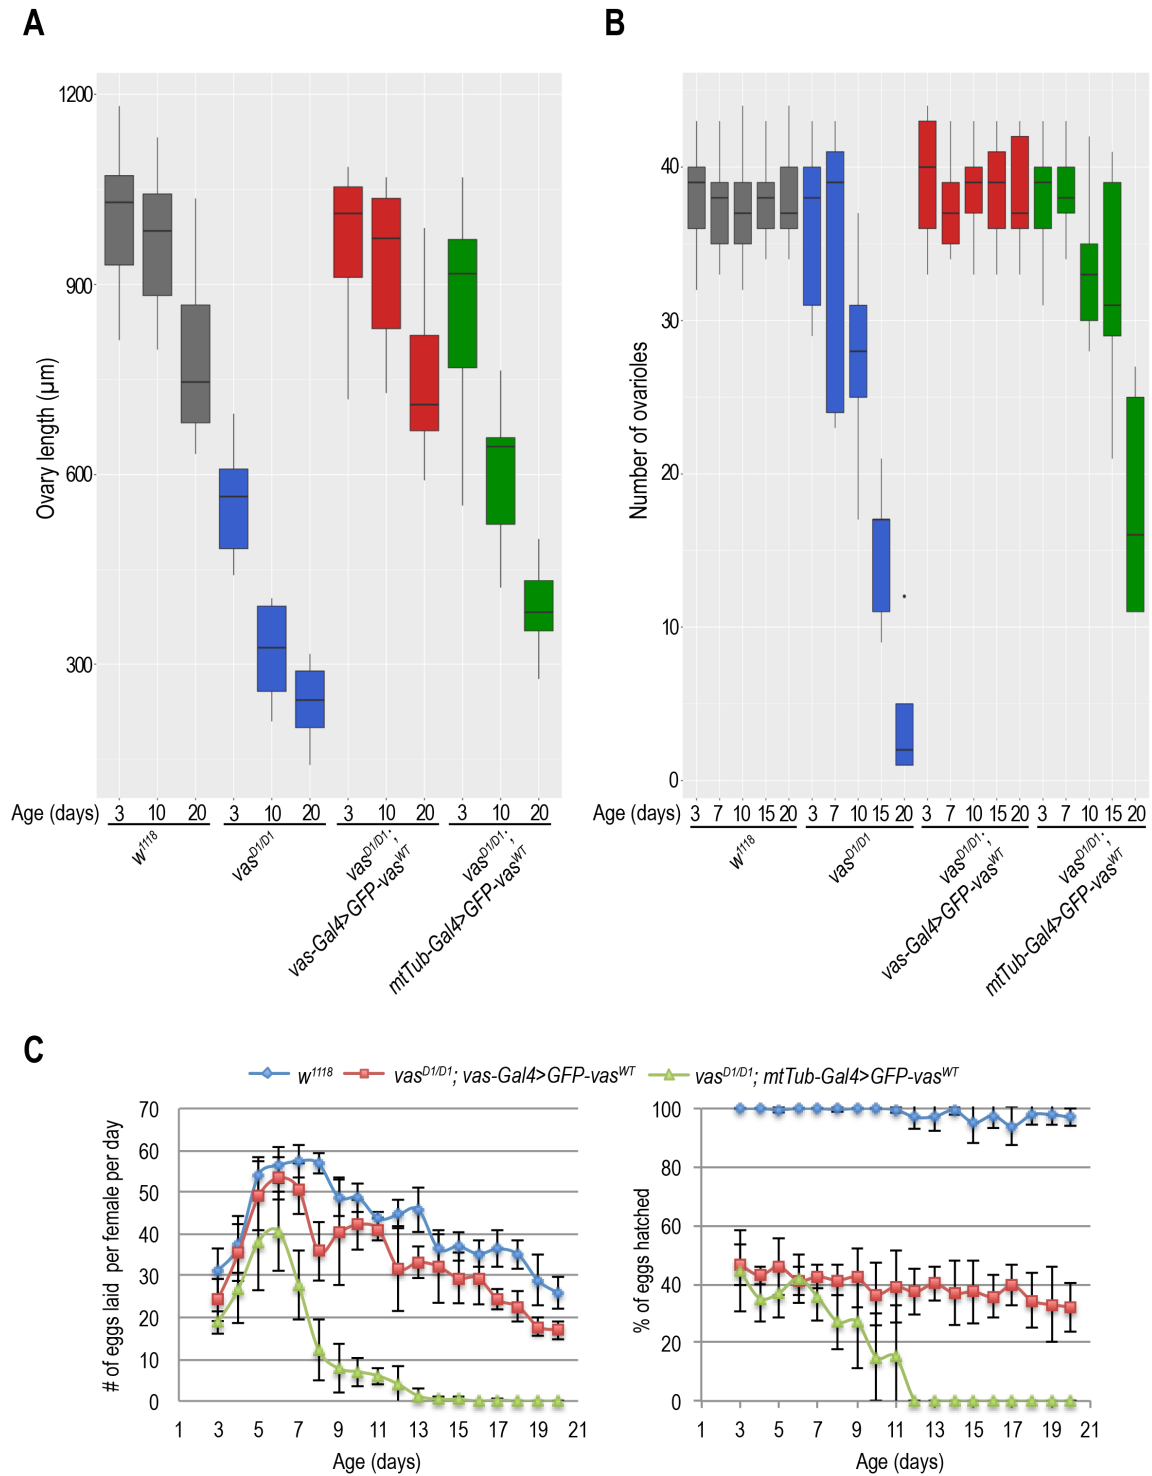 A
B
1200
900
600
300
Ovary length (µm)
40
30
20
10
0
Number of ovarioles
Age (days) 3 10 20 3 10 20 3 10 20 3 10 20
w1118
vasD1/D1
vasD1/D1;
vas-Gal4>GFP-vasWT
vasD1/D1;
mtTub-Gal4>GFP-vasWT
Age (days) 3 7 10 15 20 3 7 10 15 20 3 7 10 15 20 3 7 10 15 20
w1118
vasD1/D1
vasD1/D1;
vas-Gal4>GFP-vasWT
vasD1/D1;
mtTub-Gal4>GFP-vasWT
C
w1118 vasD1/D1; vas-Gal4>GFP-vasWT vasD1/D1; mtTub-Gal4>GFP-vasWT
70
60
50
40
30
20
10
0
# of eggs laid per female per day
1 3 5 7 9 11 13 15 17 19 21
Age (days)
100
80
60
40
20
0
% of eggs hatched
1 3 5 7 9 11 13 15 17 19 21
Age (days)